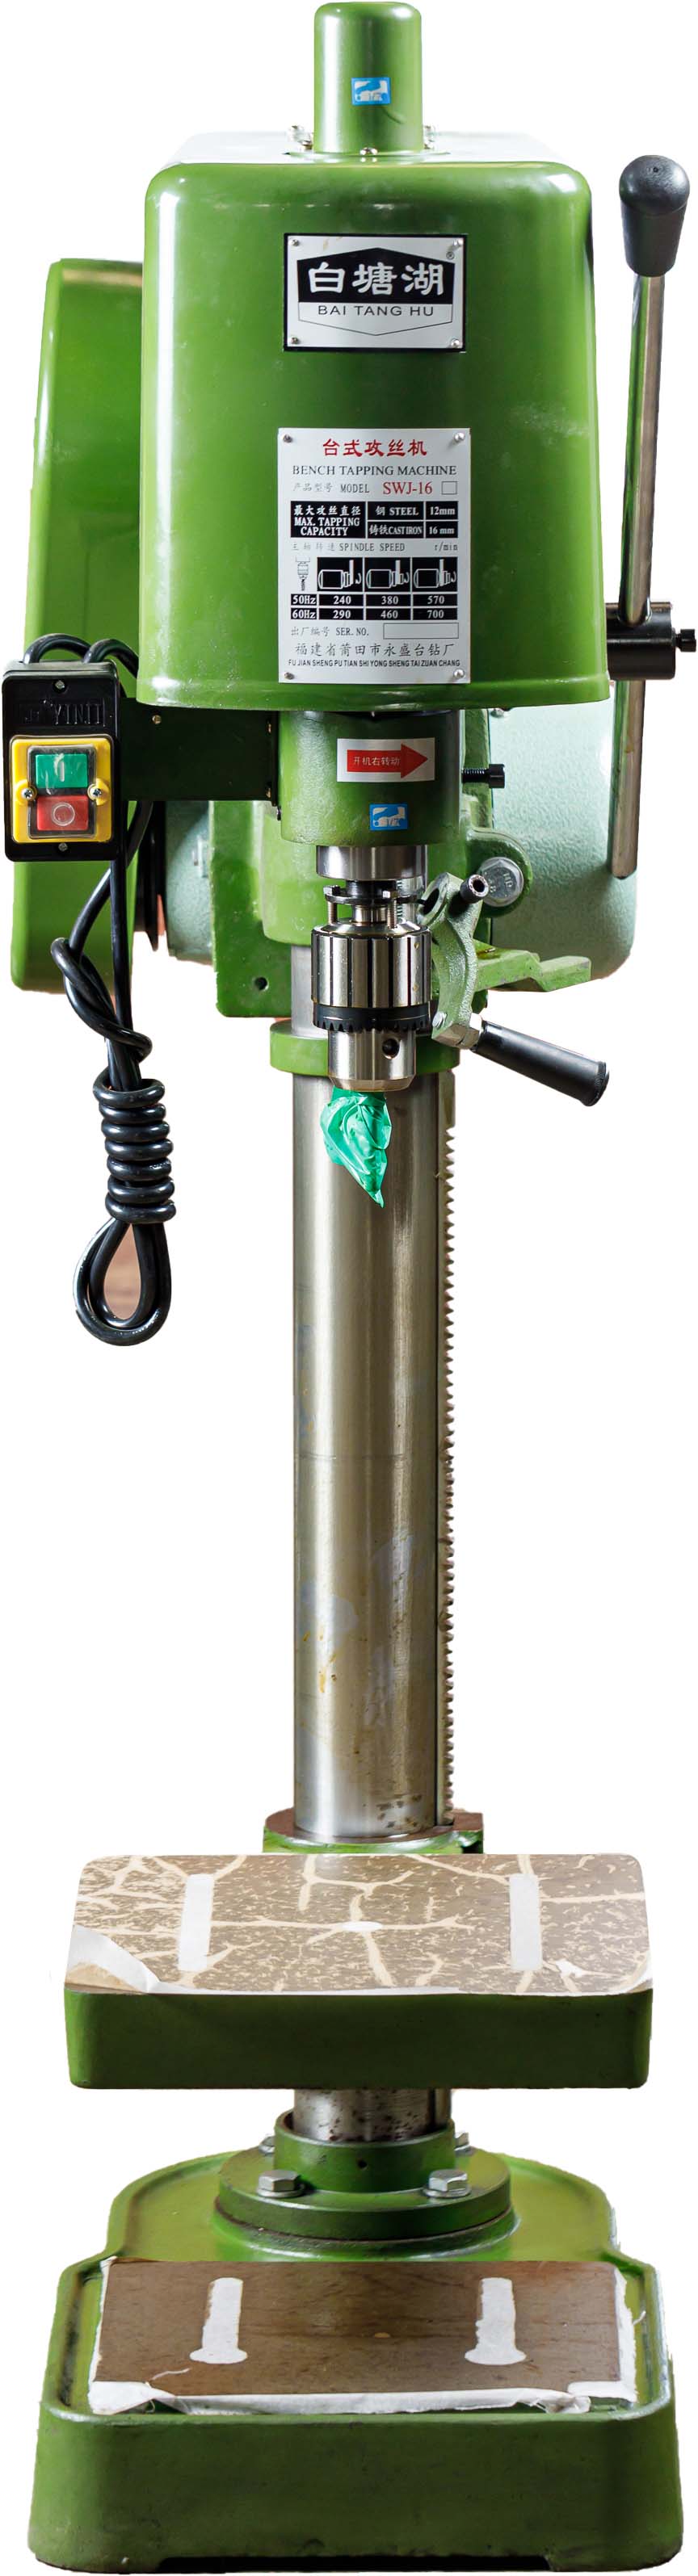 白塘湖®
BAI TANG HU
台式攻丝机
BENCH TAPPING MACHINE
产品型号 MODEL SWJ-16
最大攻丝直径 MAX. TAPPING CAPACITY
钢 STEEL 12mm
铸铁 CAST IRON 16 mm
主轴转速 SPINDLE SPEED r/min
50Hz 240 380 570
60Hz 290 460 700
出厂编号 SER. NO.
福建省莆田市永盛台钻厂
FU JIAN SHENG PU TIAN SHI YONG SHENG TAI ZUAN CHANG
开机右转动